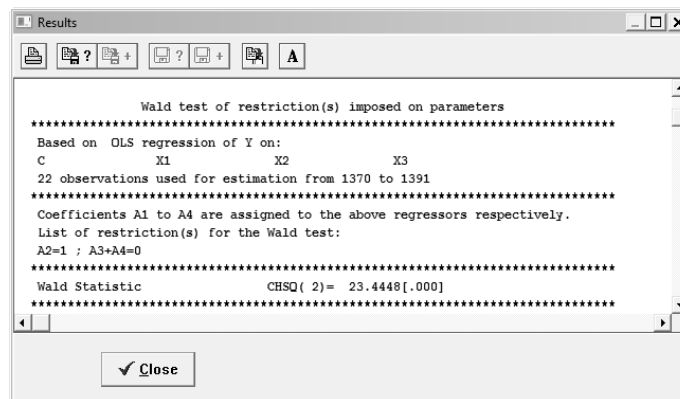 Results
? + ? + A
Wald test of restriction(s) imposed on parameters
*******************************************************************************
Based on OLS regression of Y on:
C X1 X2 X3
22 observations used for estimation from 1370 to 1391
*******************************************************************************
Coefficients A1 to A4 are assigned to the above regressors respectively.
List of restriction(s) for the Wald test:
A2=1 ; A3+A4=0
*******************************************************************************
Wald Statistic CHSQ( 2)= 23.4448[.000]
*******************************************************************************
Close